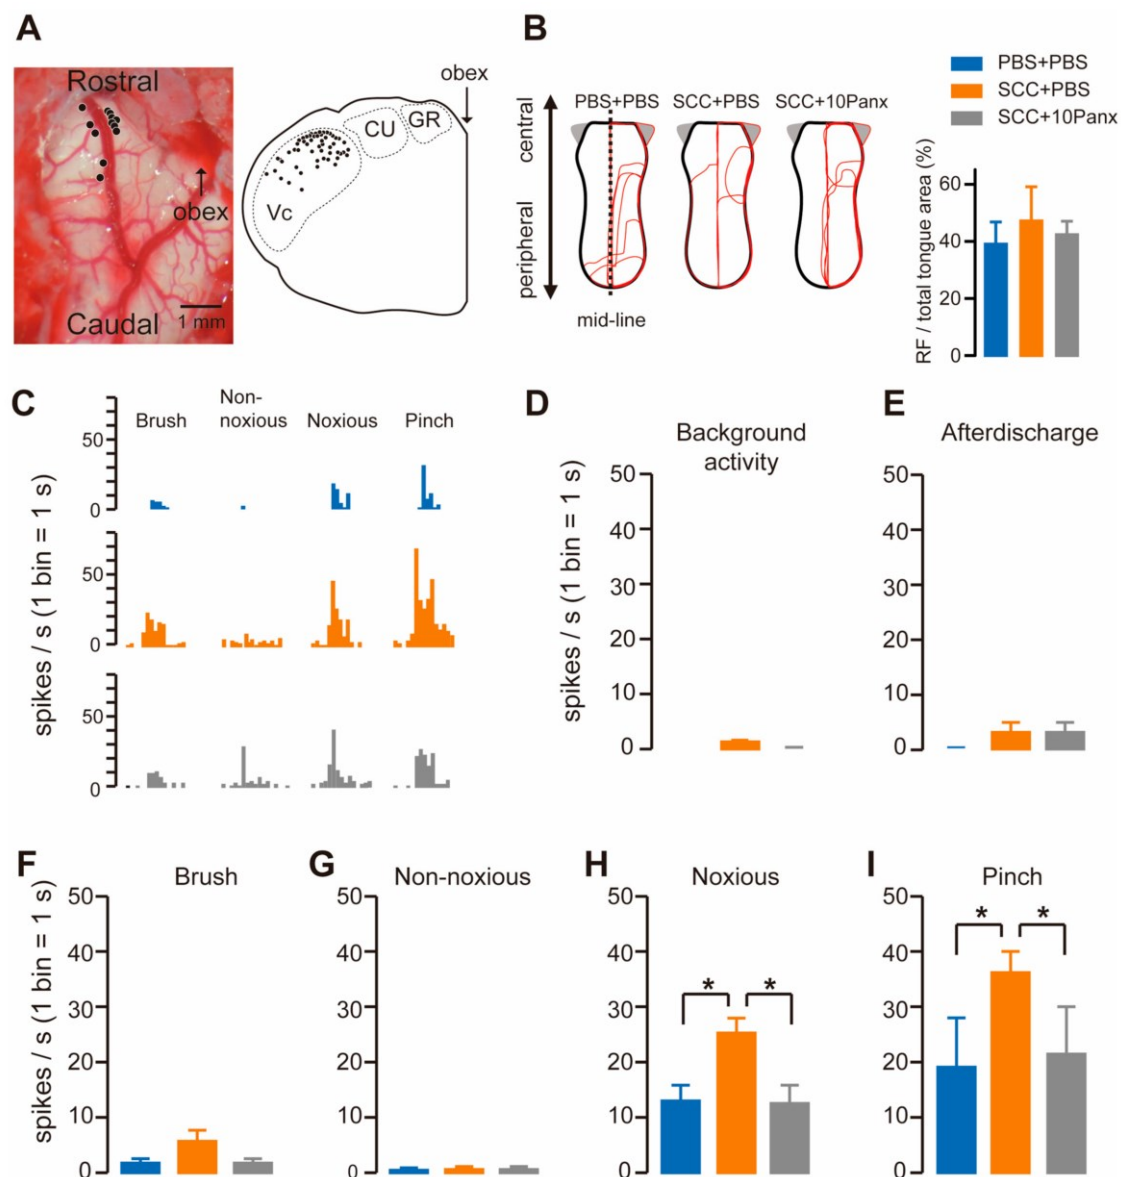 A
Rostral
obex
Caudal
1 mm
obex
CU
GR
Vc
B
central
peripheral
PBS+PBS
SCC+PBS
SCC+10Panx
mid-line
PBS+PBS
SCC+PBS
SCC+10Panx
RF / total tongue area (%)
60
40
20
0
C
spikes / s (1 bin = 1 s)
Brush
Non-
noxious
Noxious
Pinch
50
0
50
0
50
0
D
Background
activity
spikes / s (1 bin = 1 s)
50
40
30
20
10
0
E
Afterdischarge
50
40
30
20
10
0
F
Brush
spikes / s (1 bin = 1 s)
50
40
30
20
10
0
G
Non-noxious
50
40
30
20
10
0
H
Noxious
50
40
30
20
10
0
*
*
I
Pinch
50
40
30
20
10
0
*
*